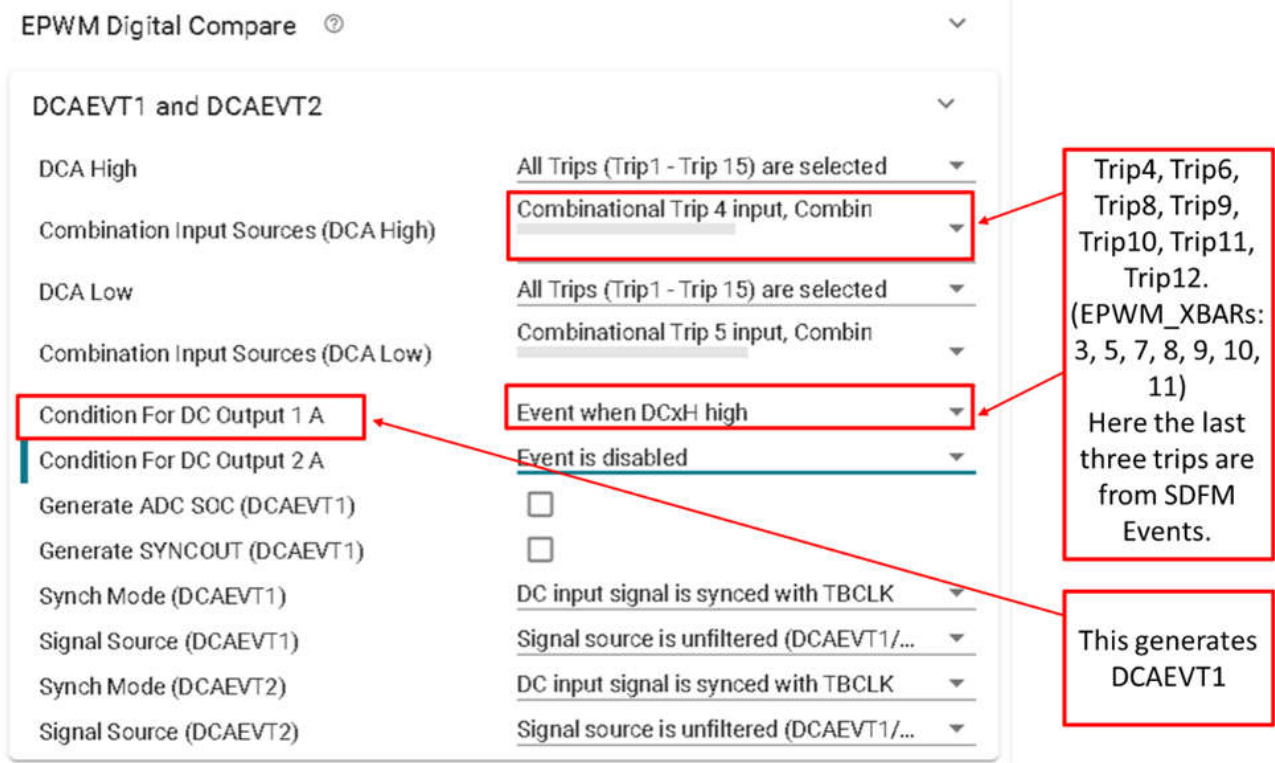 EPWM Digital Compare ?
DCAEVT1 and DCAEVT2
DCA High All Trips (Trip1 - Trip 15) are selected
Combination Input Sources (DCA High) Combinational Trip 4 input, Combin
DCA Low All Trips (Trip1 - Trip 15) are selected
Combination Input Sources (DCA Low) Combinational Trip 5 input, Combin
Condition For DC Output 1 A Event when DCxH high
Condition For DC Output 2 A Event is disabled
Generate ADC SOC (DCAEVT1)
Generate SYNCOUT (DCAEVT1)
Synch Mode (DCAEVT1) DC input signal is synced with TBCLK
Signal Source (DCAEVT1) Signal source is unfiltered (DCAEVT1/...
Synch Mode (DCAEVT2) DC input signal is synced with TBCLK
Signal Source (DCAEVT2) Signal source is unfiltered (DCAEVT1/...
Trip4, Trip6,
Trip8, Trip9,
Trip10, Trip11,
Trip12.
(EPWM_XBARs:
3, 5, 7, 8, 9, 10,
11)
Here the last
three trips are
from SDFM
Events.
This generates
DCAEVT1